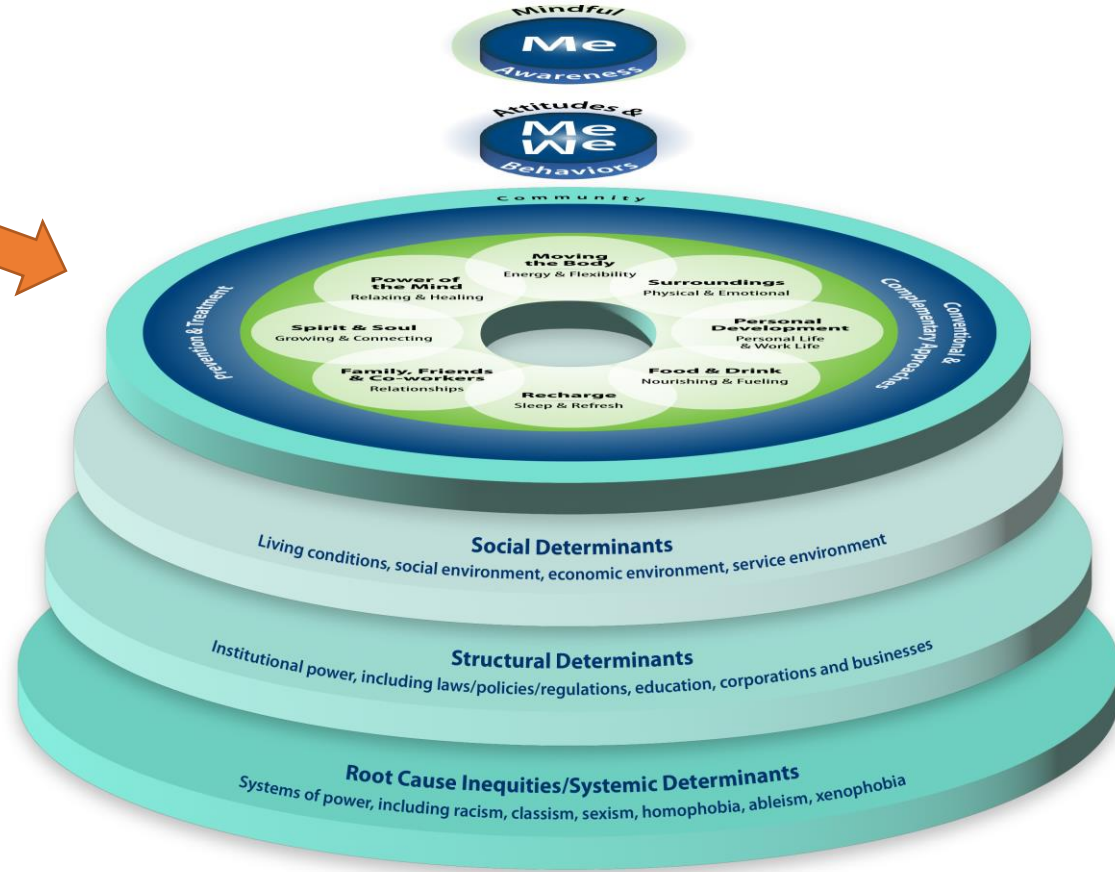 Mindful
Me
Awareness
Attitudes &
Me
We
Behaviors
Community
Prevention & Treatment
Conventional &
Complementary Approaches
Moving
the Body
Energy & Flexibility
Surroundings
Physical & Emotional
Personal
Development
Personal Life
& Work Life
Food & Drink
Nourishing & Fueling
Recharge
Sleep & Refresh
Family, Friends
& Co-workers
Relationships
Spirit & Soul
Growing & Connecting
Power of
the Mind
Relaxing & Healing
Social Determinants
Living conditions, social environment, economic environment, service environment
Structural Determinants
Institutional power, including laws/policies/regulations, education, corporations and businesses
Root Cause Inequities/Systemic Determinants
Systems of power, including racism, classism, sexism, homophobia, ableism, xenophobia